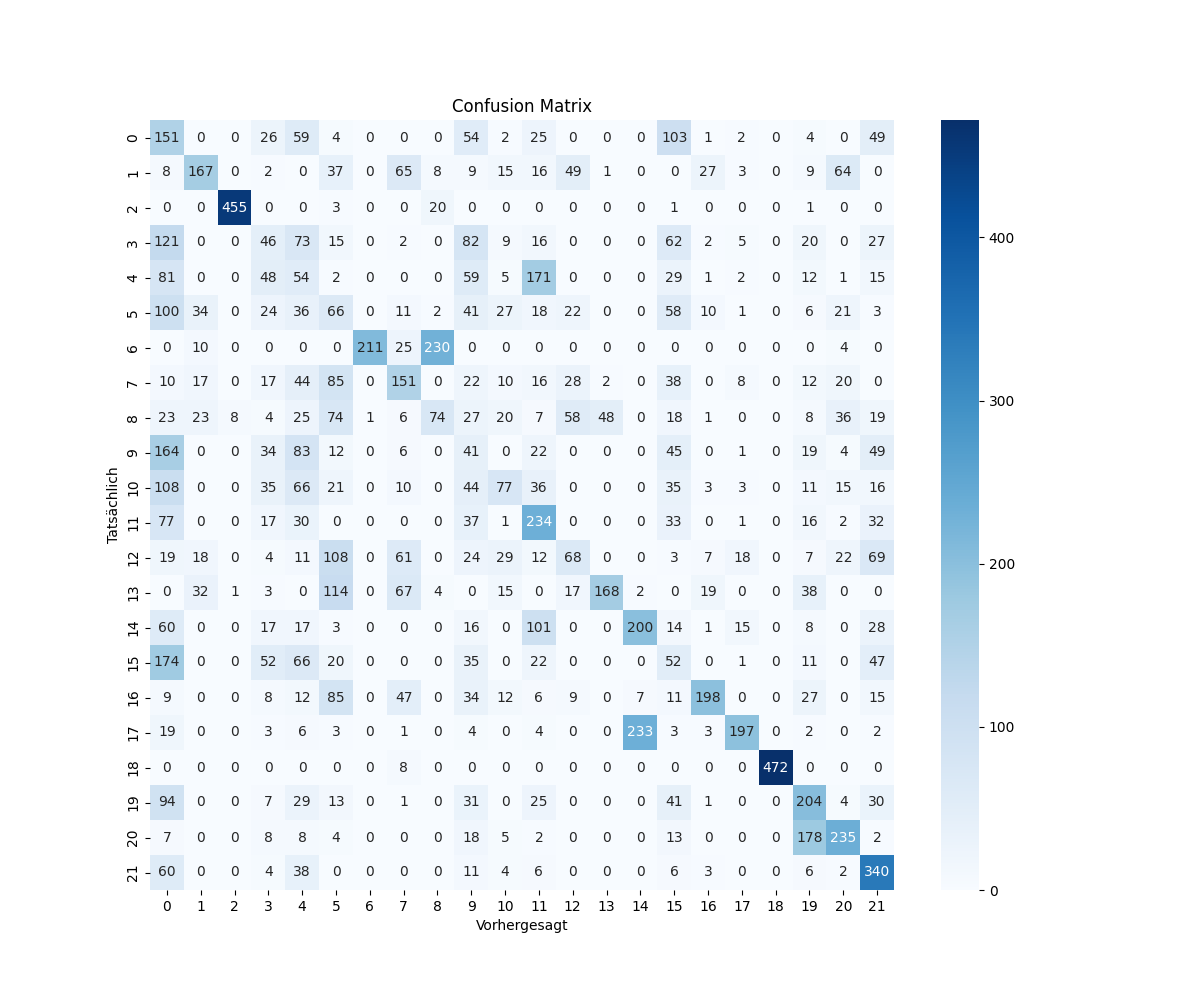 Confusion Matrix
0 151 0 0 26 59 4 0 0 0 54 2 25 0 0 0 103 1 2 0 4 0 49
1 8 167 0 2 0 37 0 65 8 9 15 16 49 1 0 0 27 3 0 9 64 0
2 0 0 455 0 0 3 0 0 20 0 0 0 0 0 0 1 0 0 0 1 0 0
3 121 0 0 46 73 15 0 2 0 82 9 16 0 0 0 62 2 5 0 20 0 27
4 81 0 0 48 54 2 0 0 0 59 5 171 0 0 0 29 1 2 0 12 1 15
5 100 34 0 24 36 66 0 11 2 41 27 18 22 0 0 58 10 1 0 6 21 3
6 0 10 0 0 0 0 211 25 230 0 0 0 0 0 0 0 0 0 0 0 4 0
7 10 17 0 17 44 85 0 151 0 22 10 16 28 2 0 38 0 8 0 12 20 0
8 23 23 8 4 25 74 1 6 74 27 20 7 58 48 0 18 1 0 0 8 36 19
9 164 0 0 34 83 12 0 6 0 41 0 22 0 0 0 45 0 1 0 19 4 49
10 108 0 0 35 66 21 0 10 0 44 77 36 0 0 0 35 3 3 0 11 15 16
11 77 0 0 17 30 0 0 0 0 37 1 234 0 0 0 33 0 1 0 16 2 32
12 19 18 0 4 11 108 0 61 0 24 29 12 68 0 0 3 7 18 0 7 22 69
13 0 32 1 3 0 114 0 67 4 0 15 0 17 168 2 0 19 0 0 38 0 0
14 60 0 0 17 17 3 0 0 0 16 0 101 0 0 200 14 1 15 0 8 0 28
15 174 0 0 52 66 20 0 0 0 35 0 22 0 0 0 52 0 1 0 11 0 47
16 9 0 0 8 12 85 0 47 0 34 12 6 9 0 7 11 198 0 0 27 0 15
17 19 0 0 3 6 3 0 1 0 4 0 4 0 0 233 3 3 197 0 2 0 2
18 0 0 0 0 0 0 0 8 0 0 0 0 0 0 0 0 0 0 472 0 0 0
19 94 0 0 7 29 13 0 1 0 31 0 25 0 0 0 41 1 0 0 204 4 30
20 7 0 0 8 8 4 0 0 0 18 5 2 0 0 0 13 0 0 0 178 235 2
21 60 0 0 4 38 0 0 0 0 11 4 6 0 0 0 6 3 0 0 6 2 340
0 1 2 3 4 5 6 7 8 9 10 11 12 13 14 15 16 17 18 19 20 21
Vorhergesagt
Tatsächlich
400
300
200
100
0